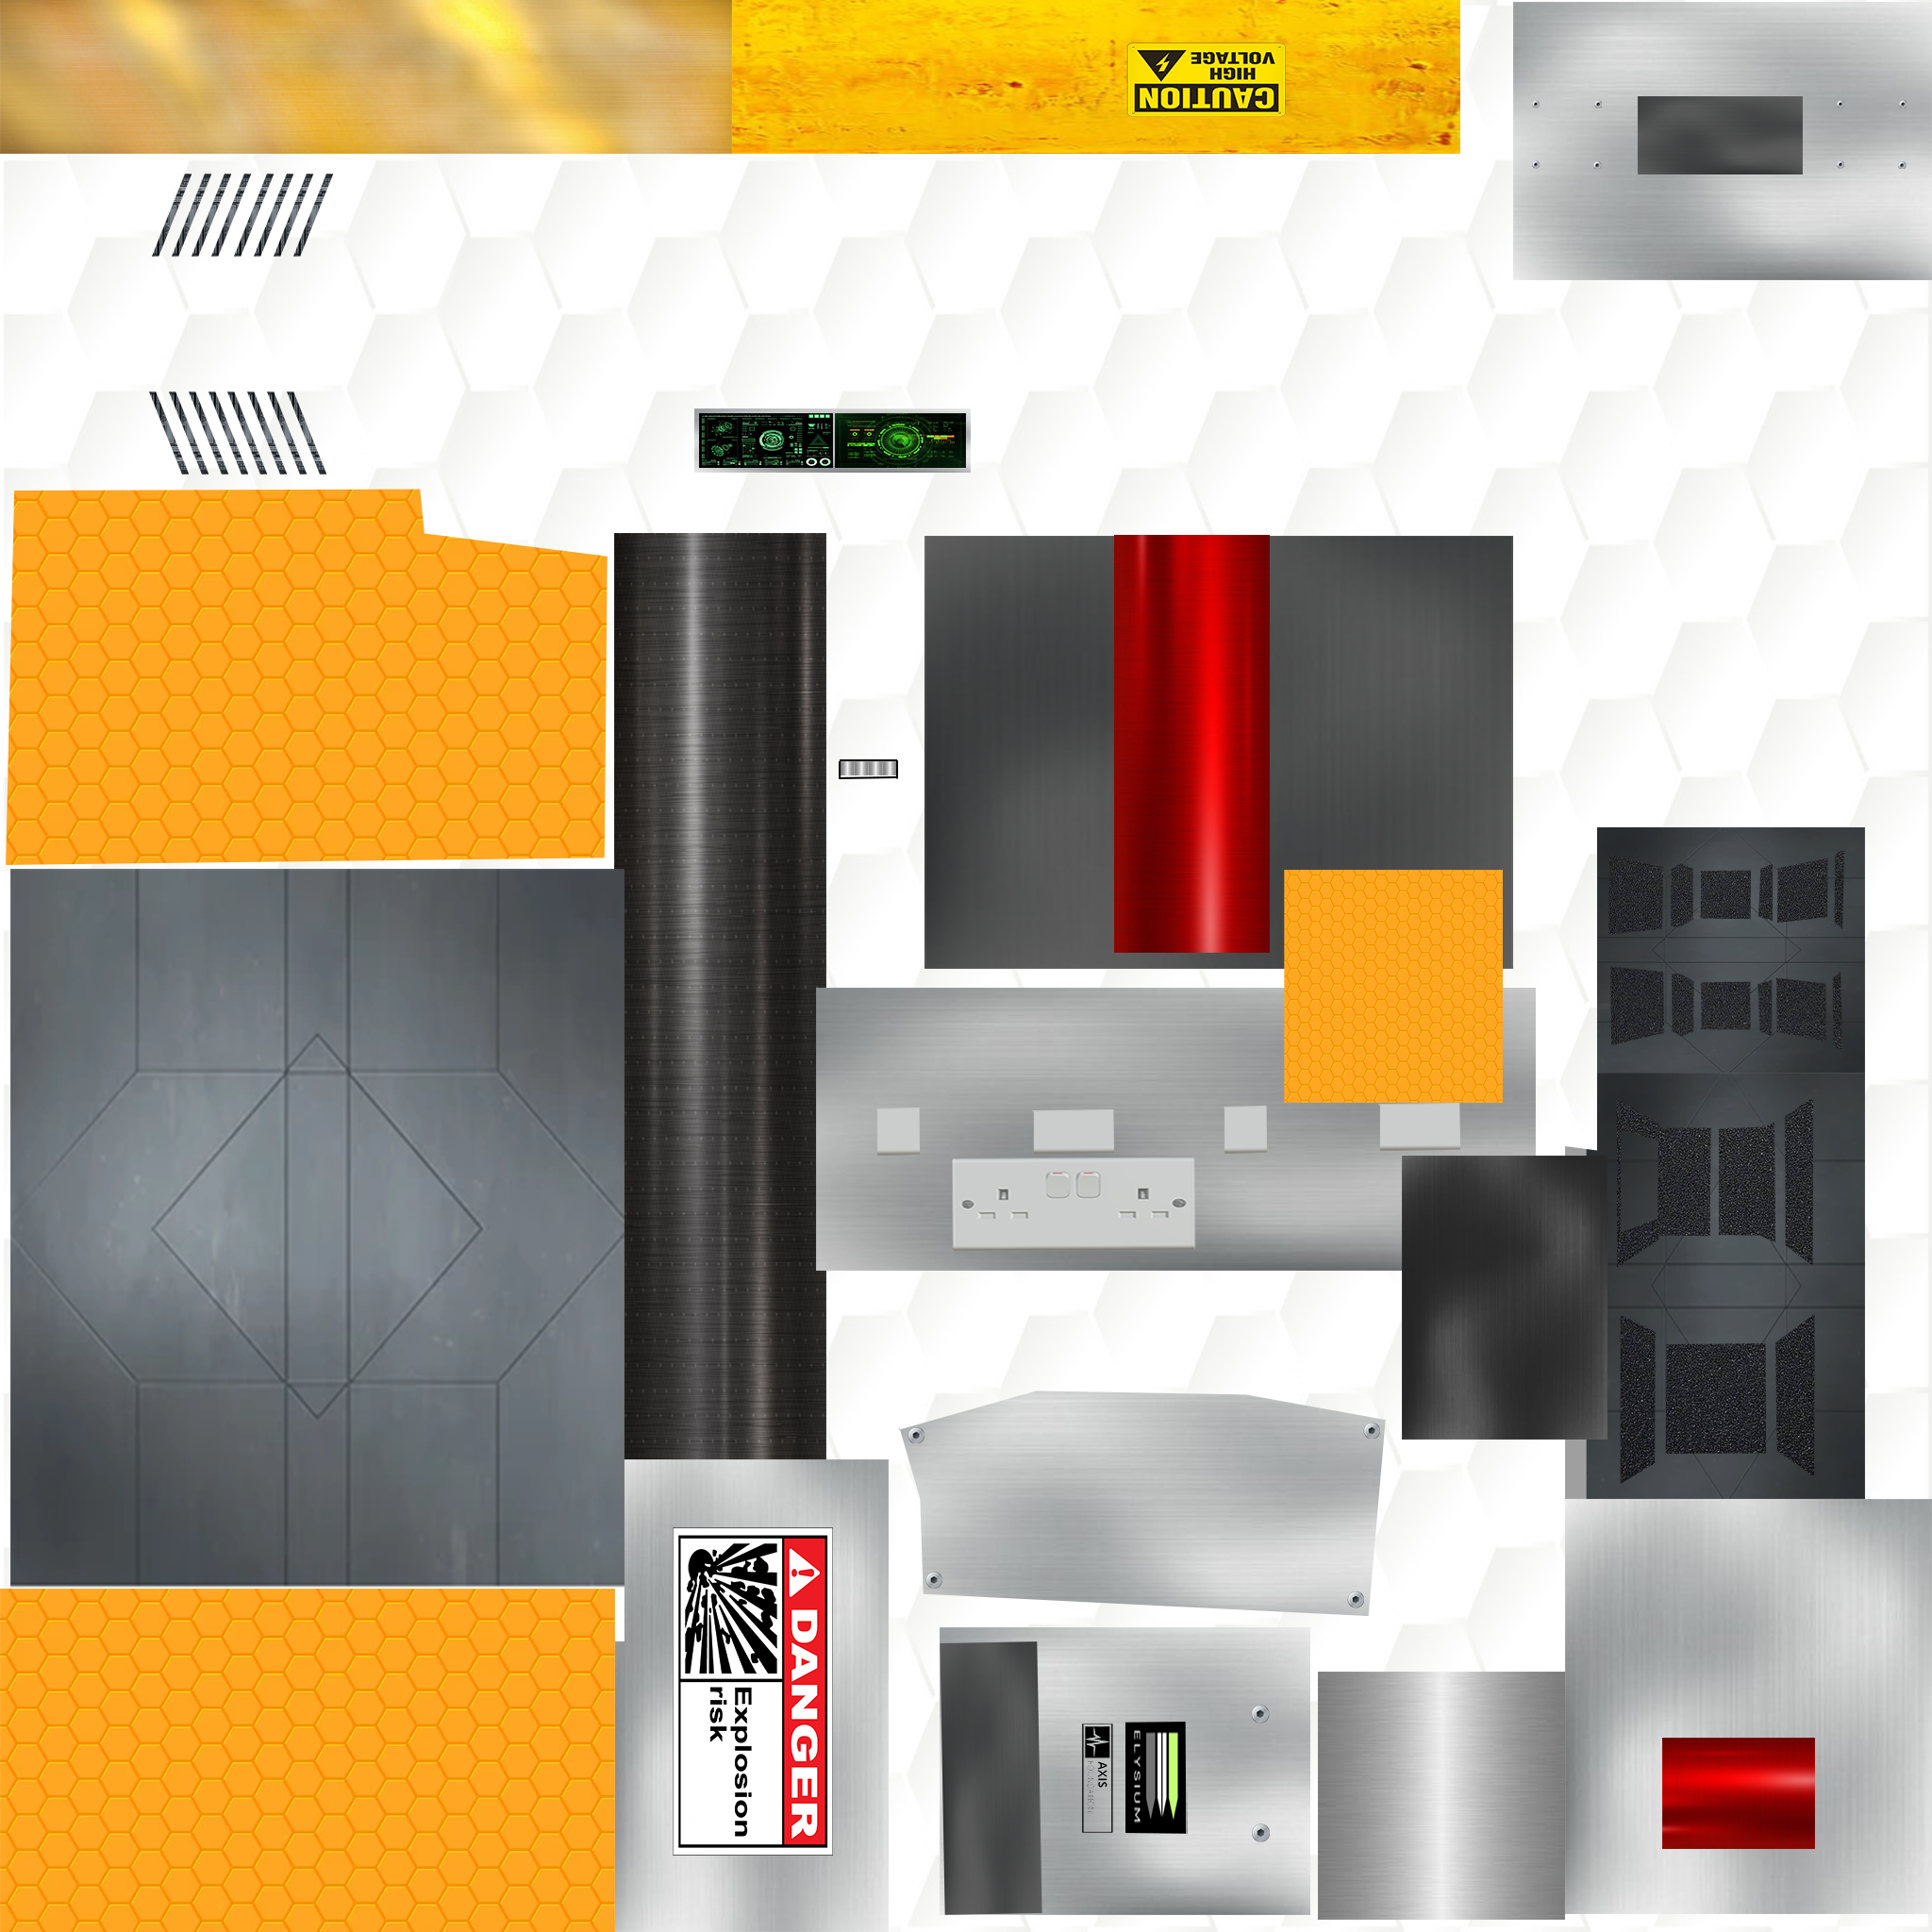 CAUTION
HIGH
VOLTAGE
DANGER
Explosion
risk
ELYSIUM
AXIS